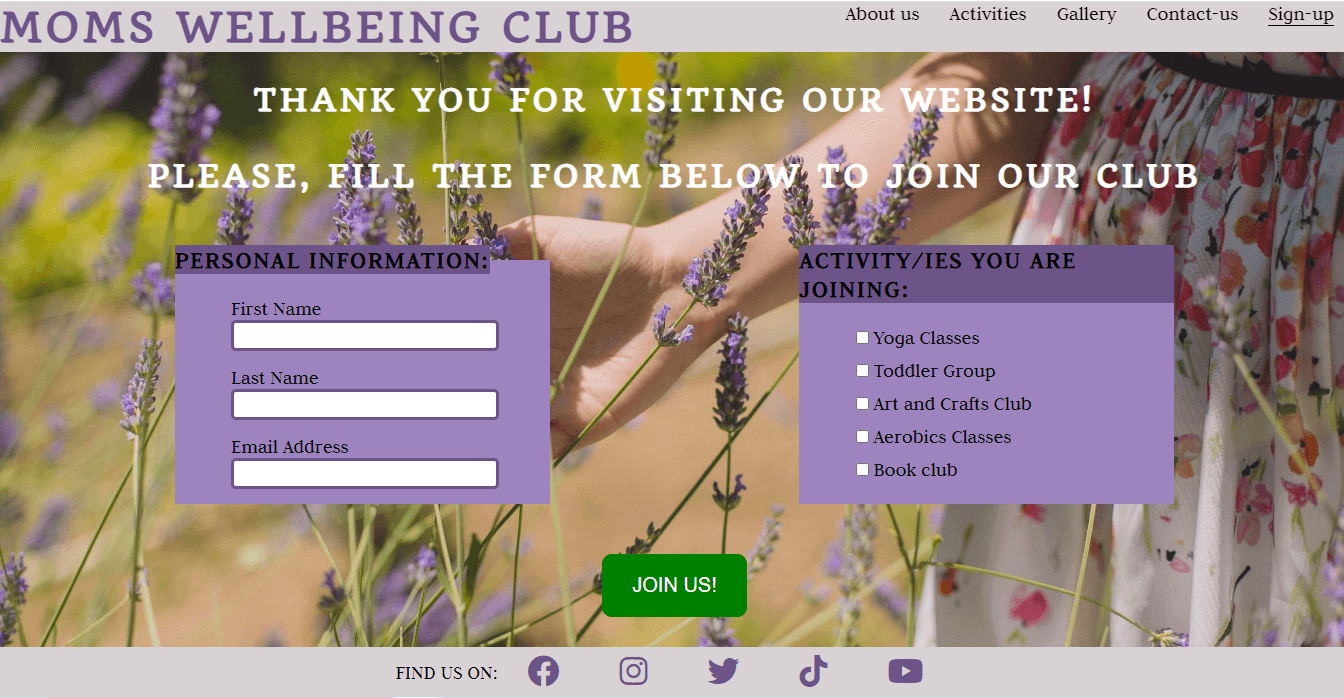 MOMS WELLBEING CLUB
About us Activities Gallery Contact-us Sign-up
THANK YOU FOR VISITING OUR WEBSITE!
PLEASE, FILL THE FORM BELOW TO JOIN OUR CLUB
PERSONAL INFORMATION:
First Name
Last Name
Email Address
ACTIVITY/IES YOU ARE
JOINING:
Yoga Classes
Toddler Group
Art and Crafts Club
Aerobics Classes
Book club
JOIN US!
FIND US ON: